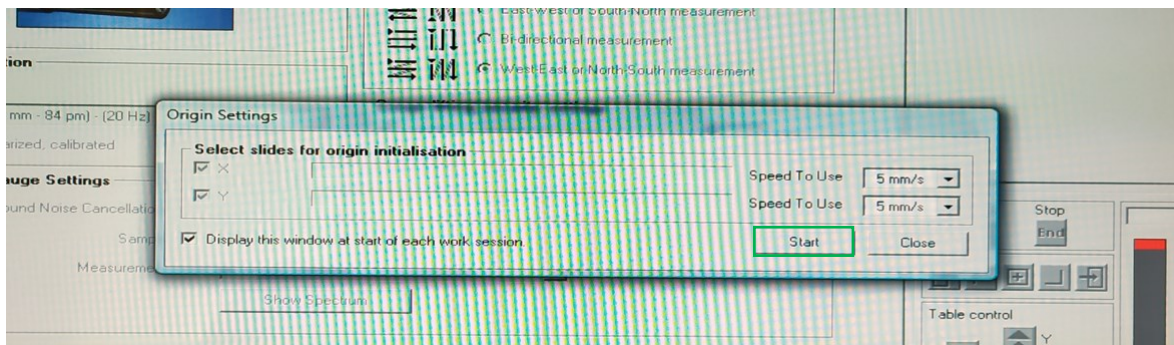 East-West or South-North measurement
Bi-directional measurement
West-East or North-South measurement
tion
mm - 84 pm) - (20 Hz)
arized, calibrated
auge Settings
ound Noise Cancellatio
Samp
Measureme
Show Spectrum
Origin Settings
Select slides for origin initialisation
X
Speed To Use
5 mm/s
Y
Speed To Use
5 mm/s
Display this window at start of each work session.
Start
Close
Stop
End
Table control
Y